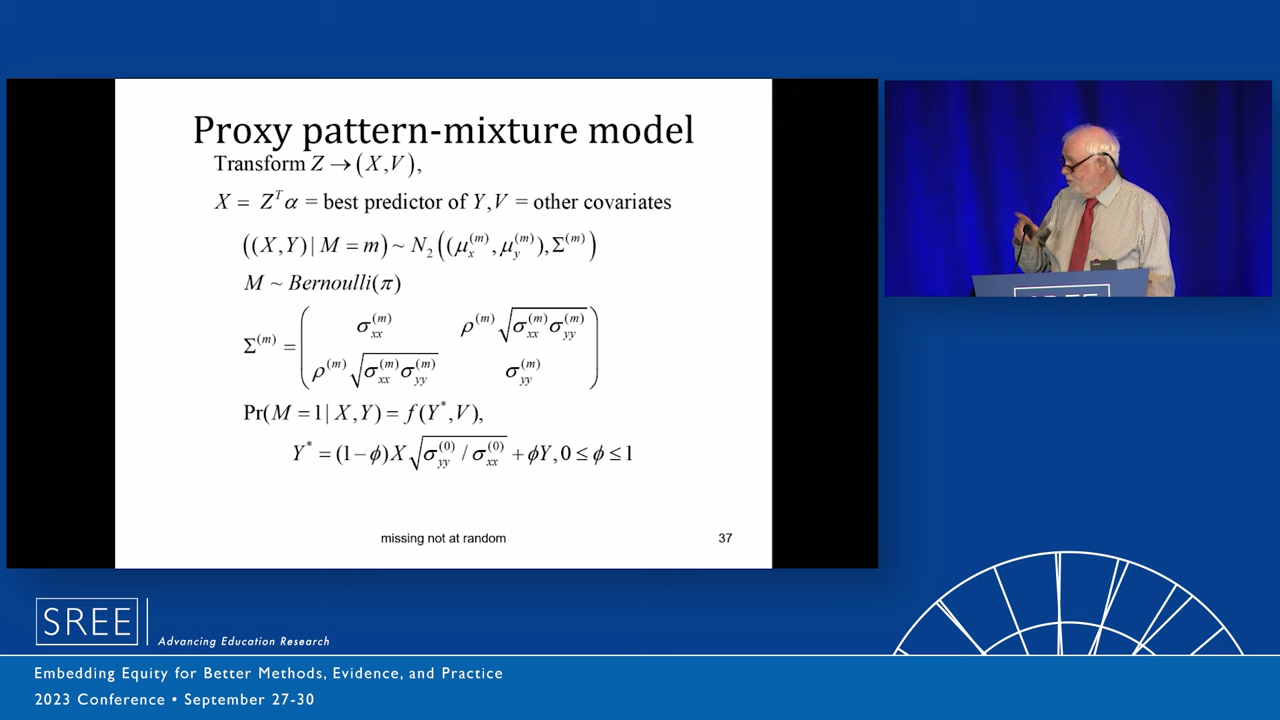 Proxy pattern-mixture model
Transform Z → (X,V),
X = Z^T α = best predictor of Y,V = other covariates
((X,Y) | M = m) ~ N_2 ((μ_x^(m), μ_y^(m)), Σ^(m))
M ~ Bernoulli(π)
Σ^(m) = ( σ_xx^(m) ρ^(m) √(σ_xx^(m) σ_yy^(m))
ρ^(m) √(σ_xx^(m) σ_yy^(m)) σ_yy^(m) )
Pr(M = 1 | X,Y) = f(Y^*,V),
Y^* = (1−ϕ)X√(σ_yy^(0) / σ_xx^(0)) + ϕY, 0 ≤ ϕ ≤ 1
missing not at random 37
SREE
SREE
Advancing Education Research
Embedding Equity for Better Methods, Evidence, and Practice
2023 Conference • September 27-30